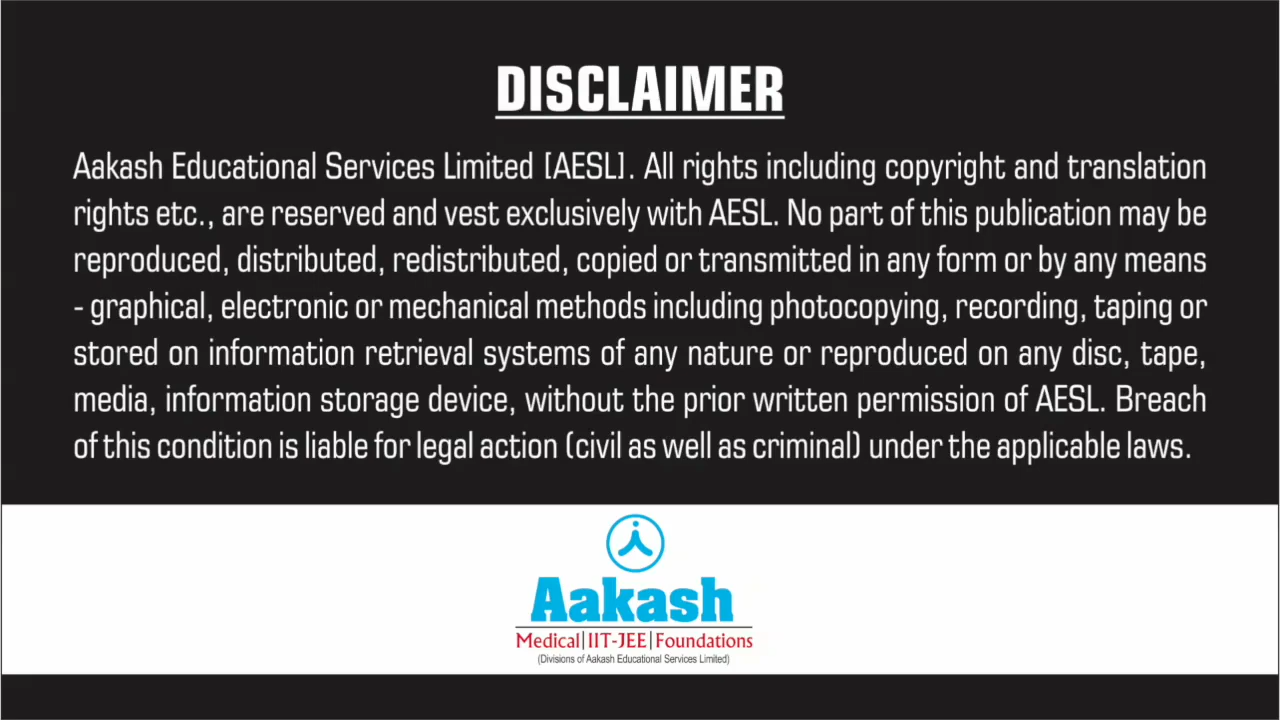 DISCLAIMER
Aakash Educational Services Limited [AESL]. All rights including copyright and translation
rights etc., are reserved and vest exclusively with AESL. No part of this publication may be
reproduced, distributed, redistributed, copied or transmitted in any form or by any means
- graphical, electronic or mechanical methods including photocopying, recording, taping or
stored on information retrieval systems of any nature or reproduced on any disc, tape,
media, information storage device, without the prior written permission of AESL. Breach
of this condition is liable for legal action (civil as well as criminal) under the applicable laws.
Aakash
Medical|IIT-JEE|Foundations
(Divisions of Aakash Educational Services Limited)